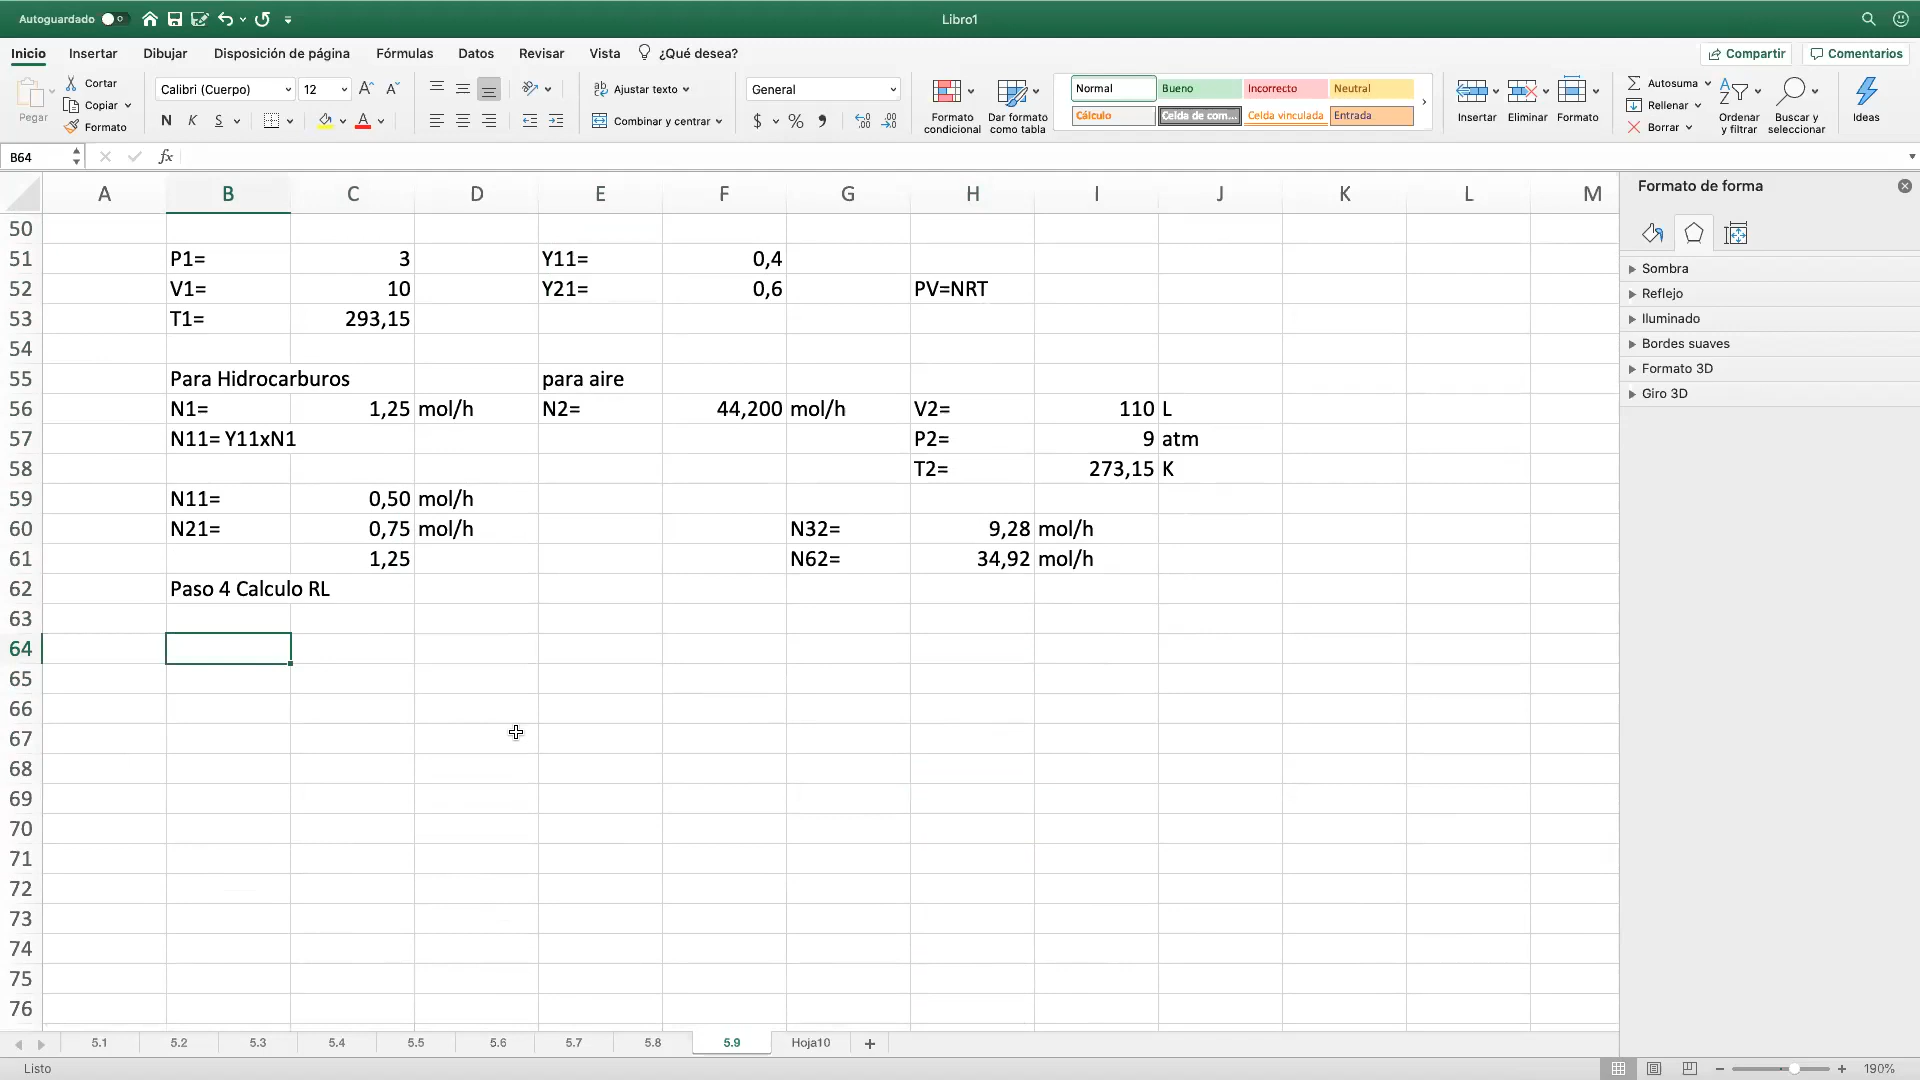 Autoguardado
Libro1
Inicio Insertar Dibujar Disposición de página Fórmulas Datos Revisar Vista ¿Qué desea? Compartir Comentarios
Pegar
Cortar
Copiar
Formato
Calibri (Cuerpo) 12
N K S
Ajustar texto
Combinar y centrar
General
$ % 9
Formato condicional
Dar formato como tabla
Normal Bueno Incorrecto Neutral
Cálculo Celda de com... Celda vinculada Entrada
Insertar Eliminar Formato
Autosuma
Rellenar
Borrar
Ordenar y filtrar
Buscar y seleccionar
Ideas
B64 fx
A B C D E F G H I J K L M
50
51 P1= 3 Y11= 0,4
52 V1= 10 Y21= 0,6 PV=NRT
53 T1= 293,15
54
55 Para Hidrocarburos para aire
56 N1= 1,25 mol/h N2= 44,200 mol/h V2= 110 L
57 N11= Y11xN1 P2= 9 atm
58 T2= 273,15 K
59 N11= 0,50 mol/h
60 N21= 0,75 mol/h N32= 9,28 mol/h
61 1,25 N62= 34,92 mol/h
62 Paso 4 Calculo RL
63
64
65
66
67
68
69
70
71
72
73
74
75
76
Formato de forma
Sombra
Reflejo
Iluminado
Bordes suaves
Formato 3D
Giro 3D
5.1 5.2 5.3 5.4 5.5 5.6 5.7 5.8 5.9 Hoja10
Listo 190%